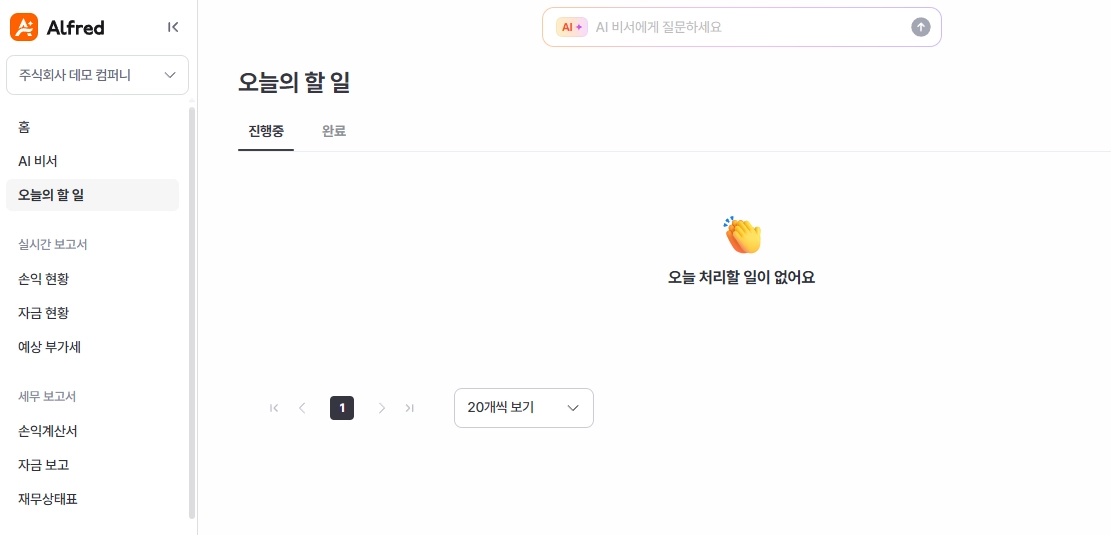 Alfred
주식회사 데모 컴퍼니
홈
AI 비서
오늘의 할 일
실시간 보고서
손익 현황
자금 현황
예상 부가세
세무 보고서
손익계산서
자금 보고
재무상태표
AI AI 비서에게 질문하세요
오늘의 할 일
진행중 완료
오늘 처리할 일이 없어요
1 20개씩 보기